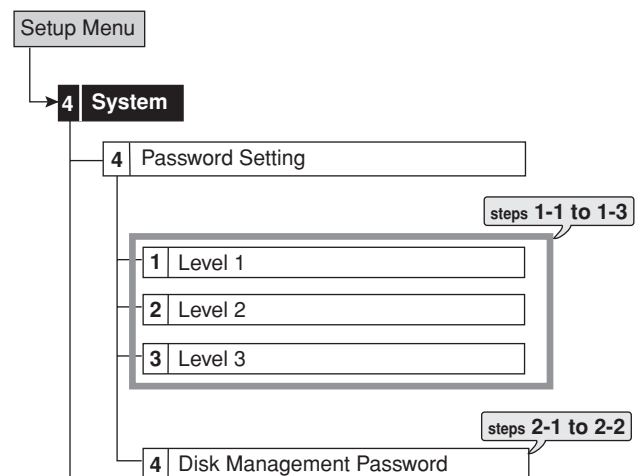 Setup Menu
4 System
4 Password Setting
steps 1-1 to 1-3
1 Level 1
2 Level 2
3 Level 3
steps 2-1 to 2-2
4 Disk Management Password